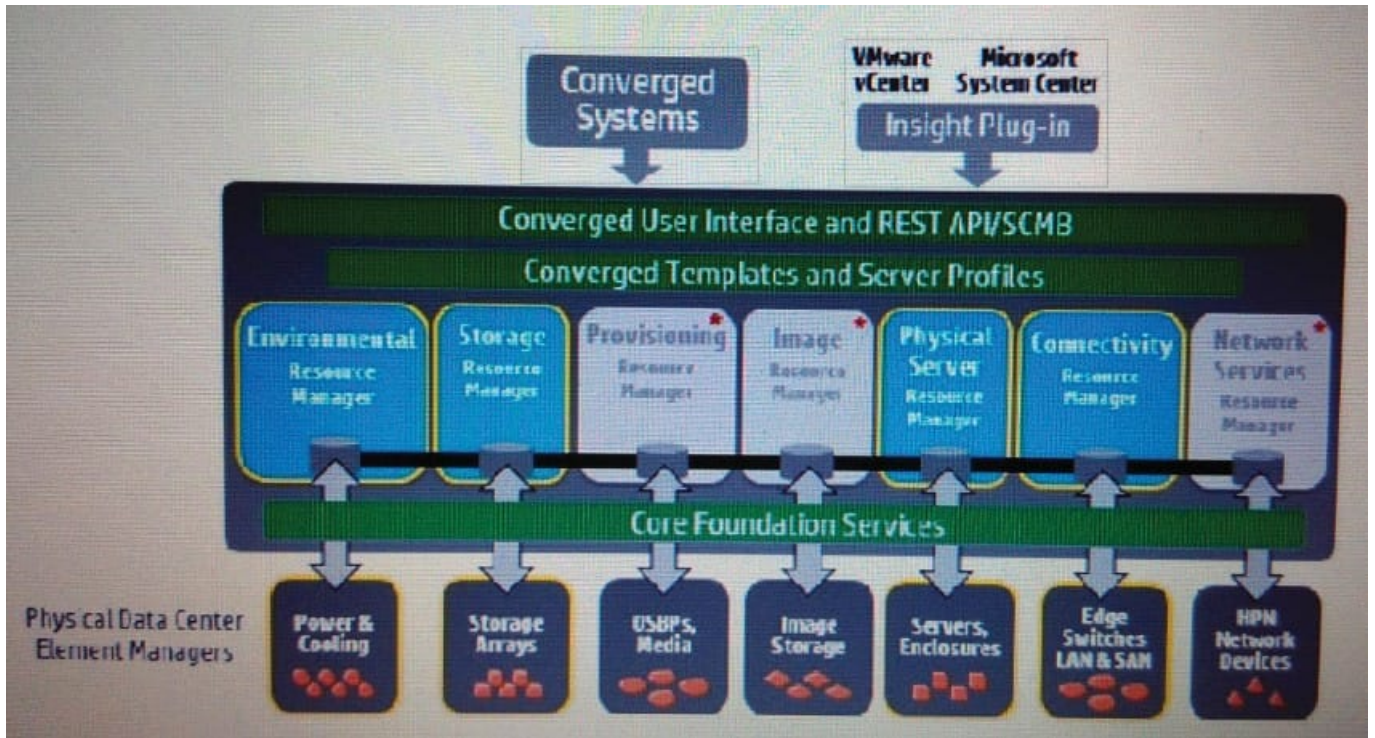 Converged
Systems
VMware
vCenter
Microsoft
System Center
Insight Plug-in
Converged User Interface and REST API/SCMB
Converged Templates and Server Profiles
Environmental
Resource
Manager
Storage
Resource
Manager
Provisioning *
Resource
Manager
Image *
Resource
Manager
Physical
Server
Resource
Manager
Connectivity
Resource
Manager
Network *
Services
Resource
Manager
Core Foundation Services
Physical Data Center
Element Managers
Power &
Cooling
Storage
Arrays
OSBPs,
Media
Image
Storage
Servers,
Enclosures
Edge
Switches
LAN & SAN
HPN
Network
Devices